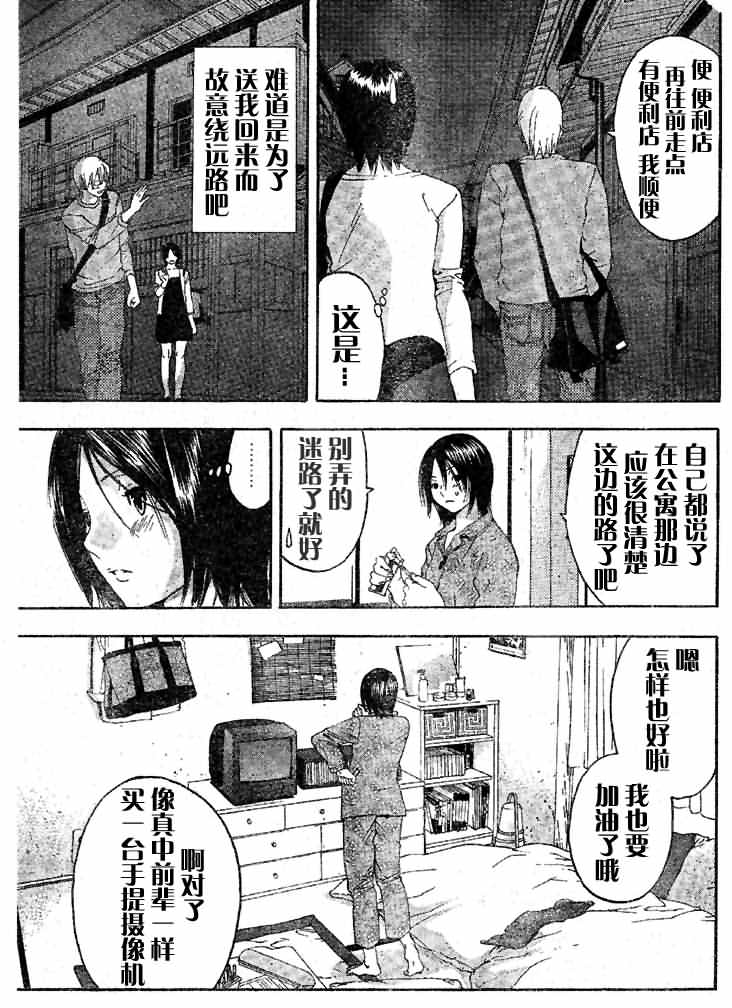 便 便利店
再往前走点
有便利店 我顺便
这是…
难道是为了
送我回来而
故意绕远路吧
自己都说了
在公寓那边
应该很清楚
这边的路了吧
别弄的
迷路了就好
………
嗯
怎样也好啦
我也要
加油了哦
啊对了
像真中前辈一样
买一台手提摄像机